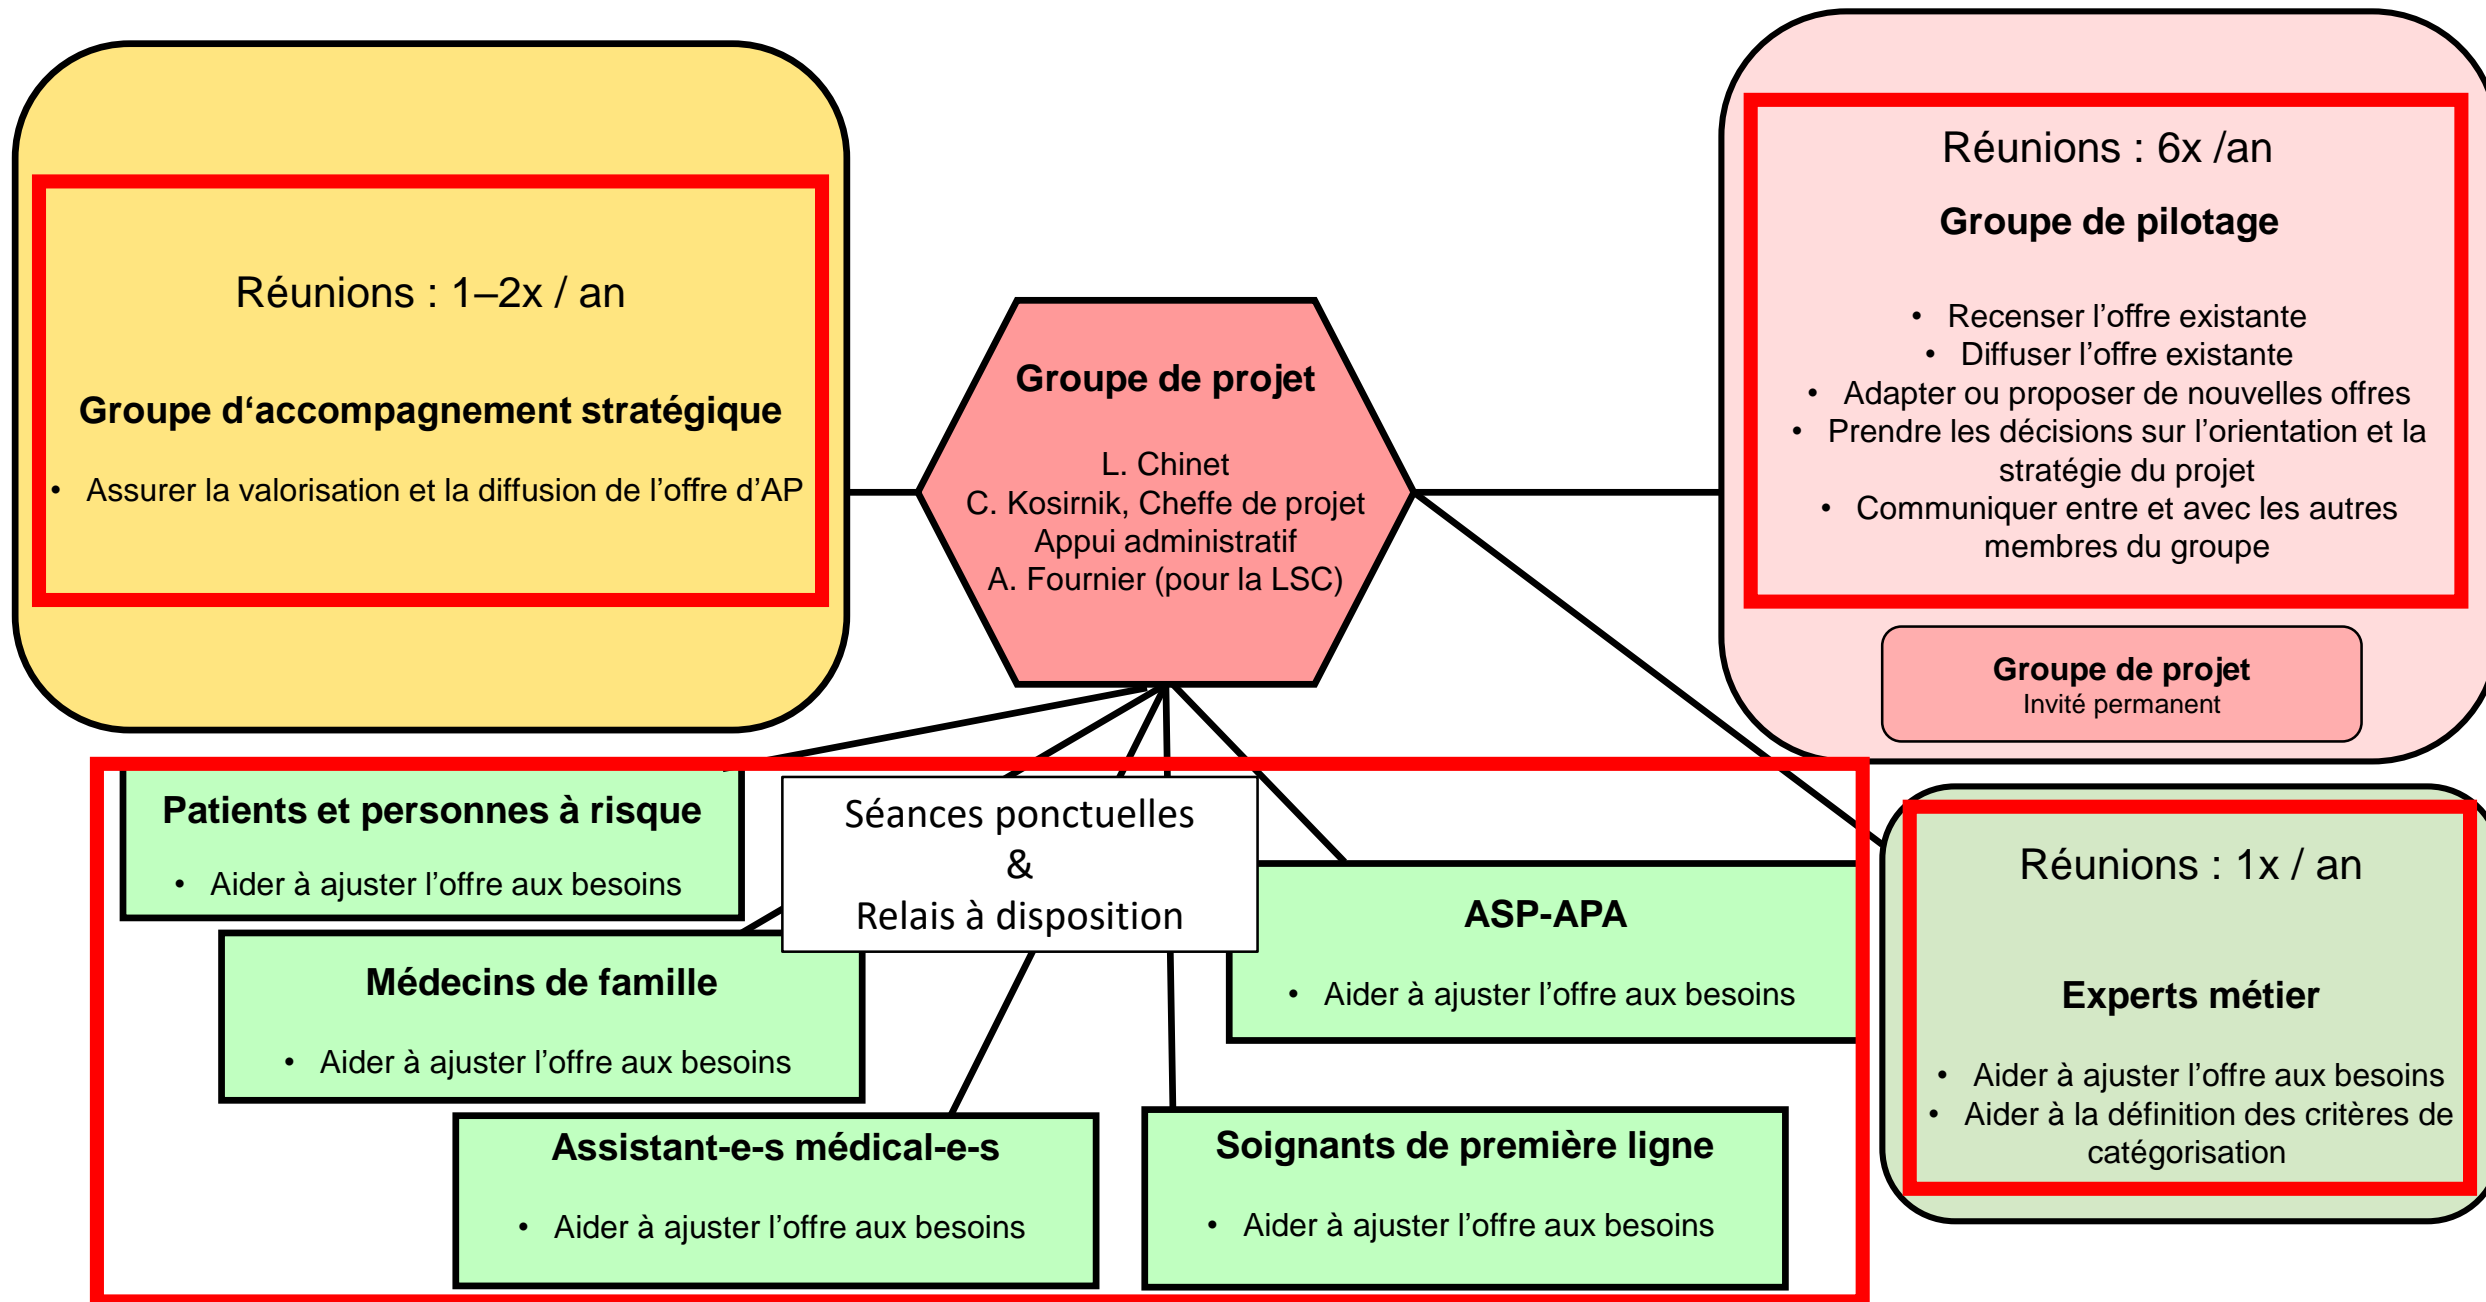 Réunions : 1–2x / an
Groupe d‘accompagnement stratégique
• Assurer la valorisation et la diffusion de l’offre d’AP
Groupe de projet
L. Chinet
C. Kosirnik, Cheffe de projet
Appui administratif
A. Fournier (pour la LSC)
Réunions : 6x /an
Groupe de pilotage
• Recenser l’offre existante
• Diffuser l’offre existante
• Adapter ou proposer de nouvelles offres
• Prendre les décisions sur l’orientation et la
stratégie du projet
• Communiquer entre et avec les autres
membres du groupe
Groupe de projet
Invité permanent
Patients et personnes à risque
• Aider à ajuster l’offre aux besoins
Séances ponctuelles
&
Relais à disposition
Médecins de famille
• Aider à ajuster l’offre aux besoins
ASP-APA
• Aider à ajuster l’offre aux besoins
Assistant-e-s médical-e-s
• Aider à ajuster l’offre aux besoins
Soignants de première ligne
• Aider à ajuster l’offre aux besoins
Réunions : 1x / an
Experts métier
• Aider à ajuster l’offre aux besoins
• Aider à la définition des critères de
catégorisation